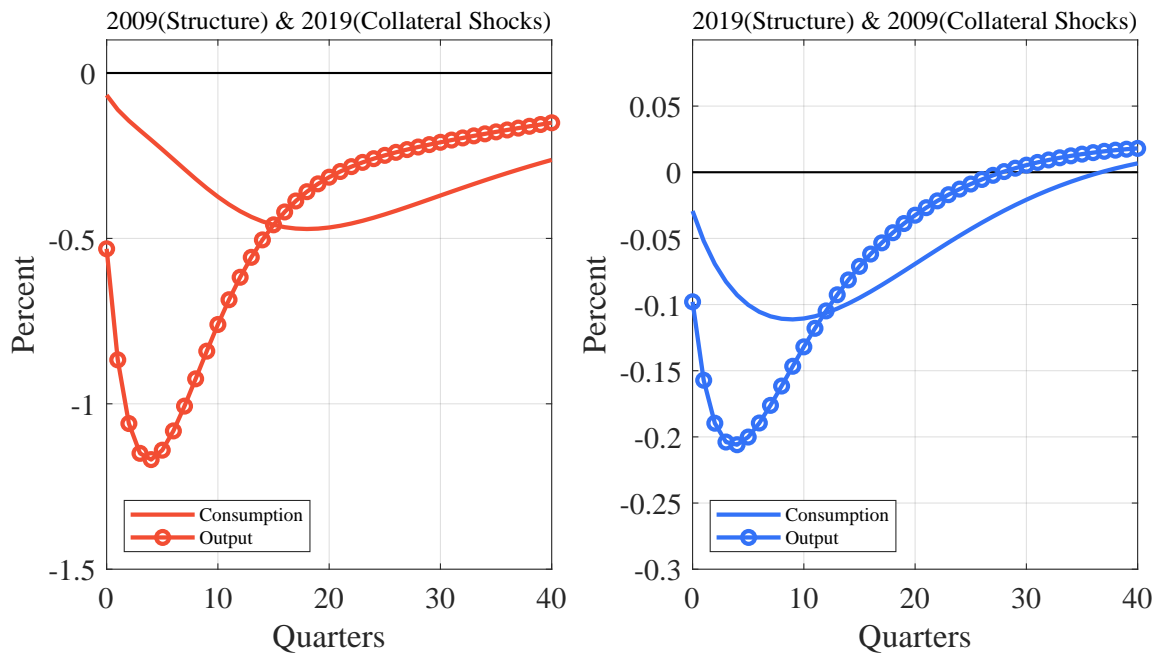 2009(Structure) & 2019(Collateral Shocks)
0
-0.5
-1
-1.5
Percent
0
10
20
30
40
Quarters
Consumption
Output
2019(Structure) & 2009(Collateral Shocks)
0.05
0
-0.05
-0.1
-0.15
-0.2
-0.25
-0.3
Percent
0
10
20
30
40
Quarters
Consumption
Output